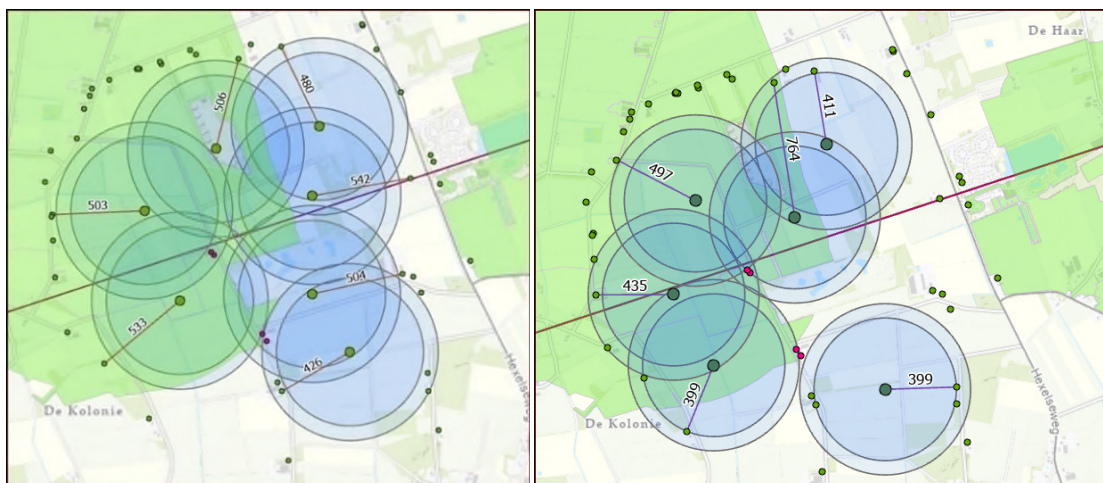 506
480
542
503
504
533
426
De Kolonie
Hexelseweg
De Haar
411
764
497
435
399
399
De Kolonie
Hexelseweg